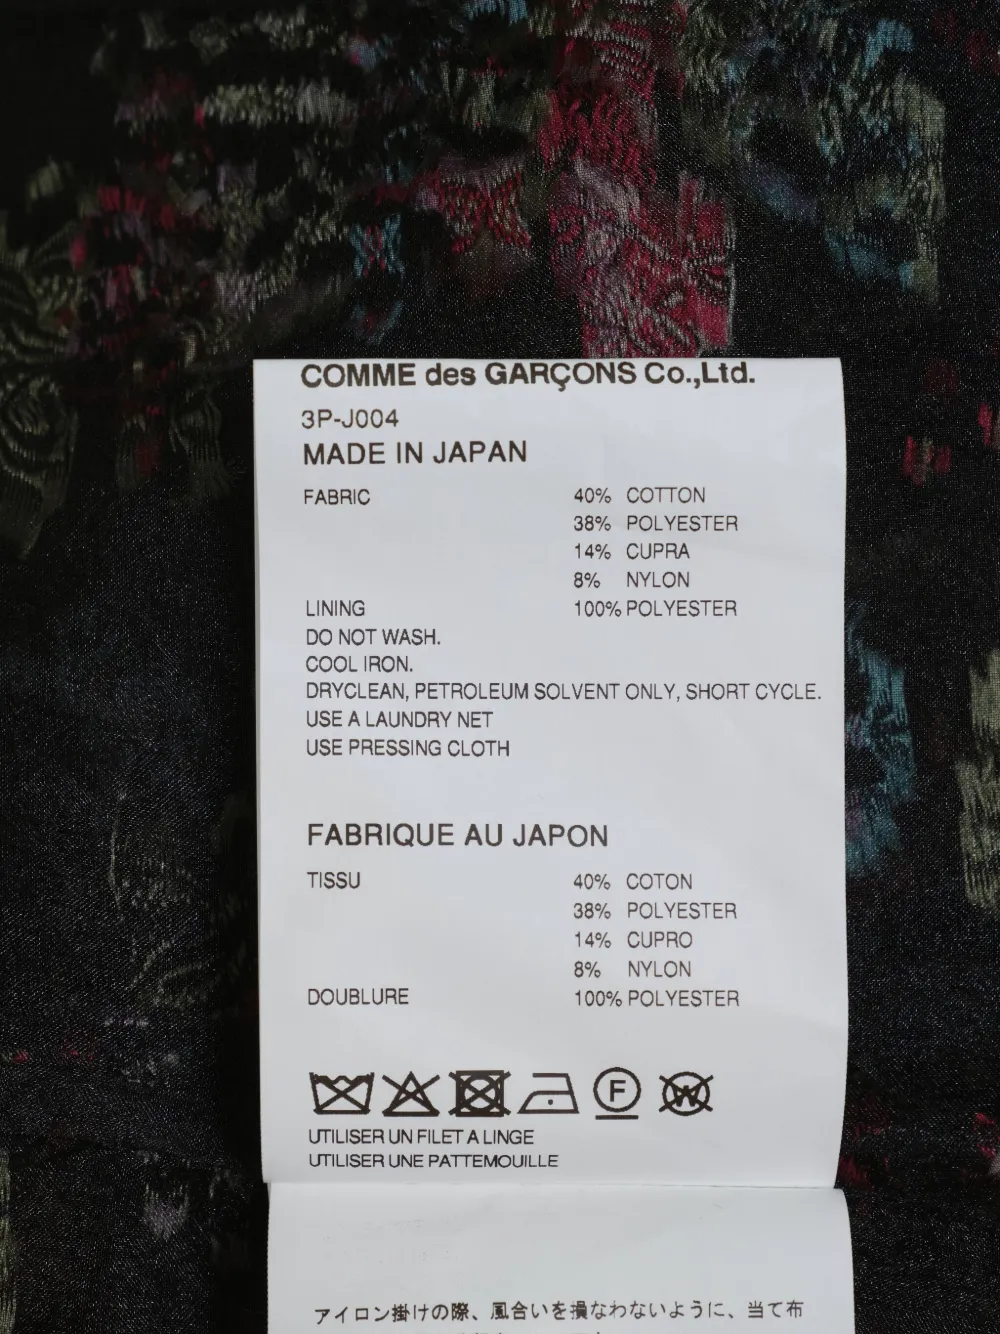 COMME des GARÇONS Co.,Ltd.
3P-J004
MADE IN JAPAN
FABRIC 40% COTTON
38% POLYESTER
14% CUPRA
8% NYLON
LINING 100% POLYESTER
DO NOT WASH.
COOL IRON.
DRYCLEAN, PETROLEUM SOLVENT ONLY, SHORT CYCLE.
USE A LAUNDRY NET
USE PRESSING CLOTH
FABRIQUE AU JAPON
TISSU 40% COTON
38% POLYESTER
14% CUPRO
8% NYLON
DOUBLURE 100% POLYESTER
F W
UTILISER UN FILET A LINGE
UTILISER UNE PATTEMOUILLE
アイロン掛けの際、風合いを損なわないように、当て布